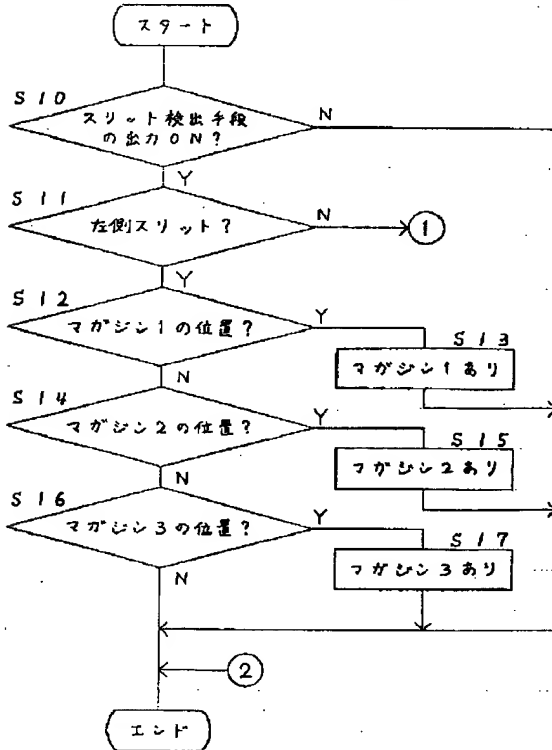 スタート
S10
スリット検出手段
の出力ON?
N
Y
S11
左側スリット?
N
1
Y
S12
マガジン1の位置?
Y
S13
マガジン1あり
N
S14
マガジン2の位置?
Y
S15
マガジン2あり
N
S16
マガジン3の位置?
Y
S17
マガジン3あり
N
2
エンド